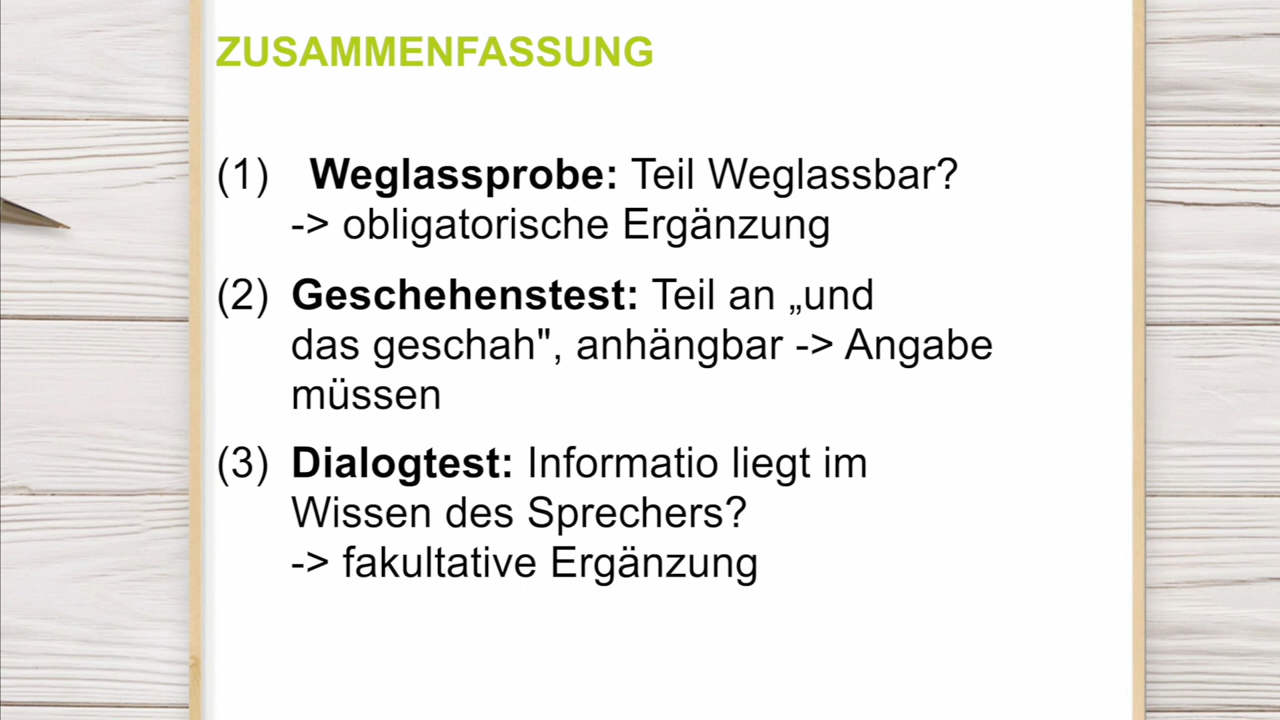 ZUSAMMENFASSUNG
(1) Weglassprobe: Teil Weglassbar?
-> obligatorische Ergänzung
(2) Geschehenstest: Teil an „und
das geschah", anhängbar -> Angabe
müssen
(3) Dialogtest: Informatio liegt im
Wissen des Sprechers?
-> fakultative Ergänzung